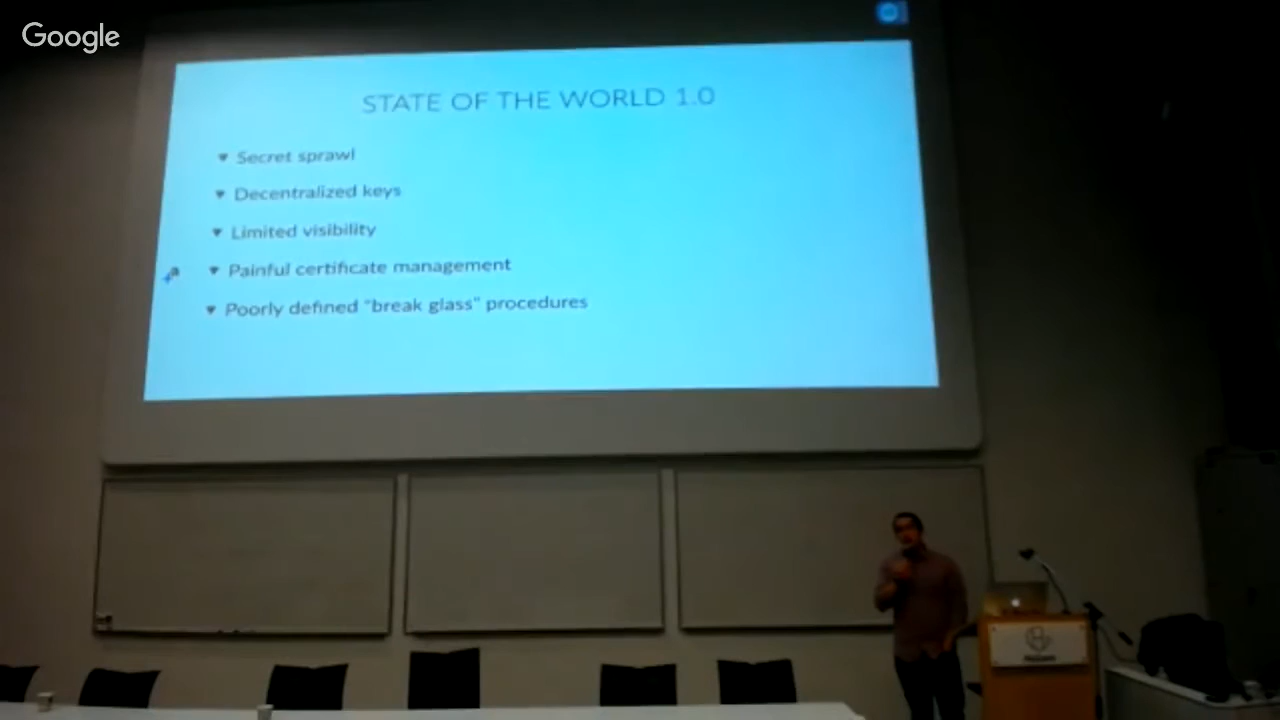 Google
STATE OF THE WORLD 1.0
Secret sprawl
Decentralized keys
Limited visibility
Painful certificate management
Poorly defined "break glass" procedures